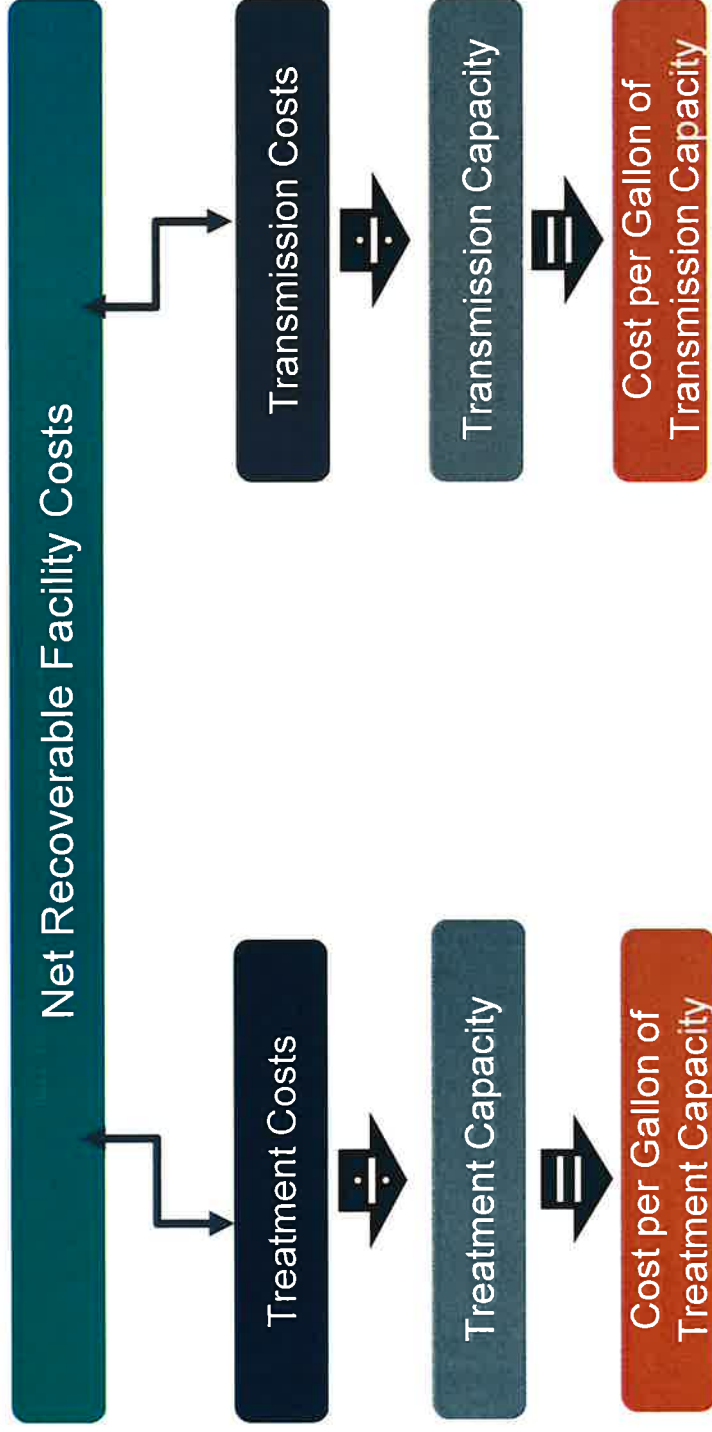 Net Recoverable Facility Costs
Treatment Costs
÷
Treatment Capacity
=
Cost per Gallon of
Treatment Capacity
Transmission Costs
÷
Transmission Capacity
=
Cost per Gallon of
Transmission Capacity